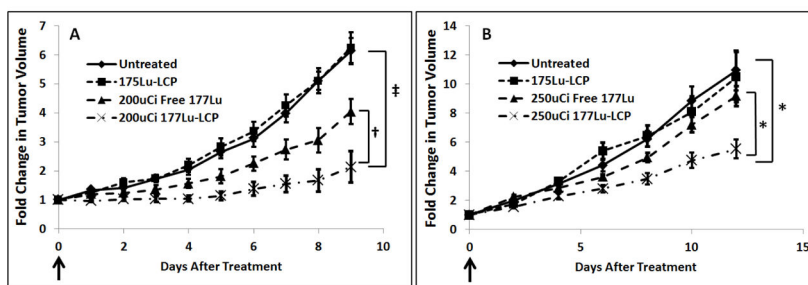 A
Fold Change in Tumor Volume
7
6
5
4
3
2
1
0
Untreated
175Lu-LCP
200uCi Free 177Lu
200uCi 177Lu-LCP
‡
†
0 2 4 6 8 10
Days After Treatment
B
Fold Change in Tumor Volume
14
12
10
8
6
4
2
0
Untreated
175Lu-LCP
250uCi Free 177Lu
250uCi 177Lu-LCP
*
*
0 5 10 15
Days After Treatment